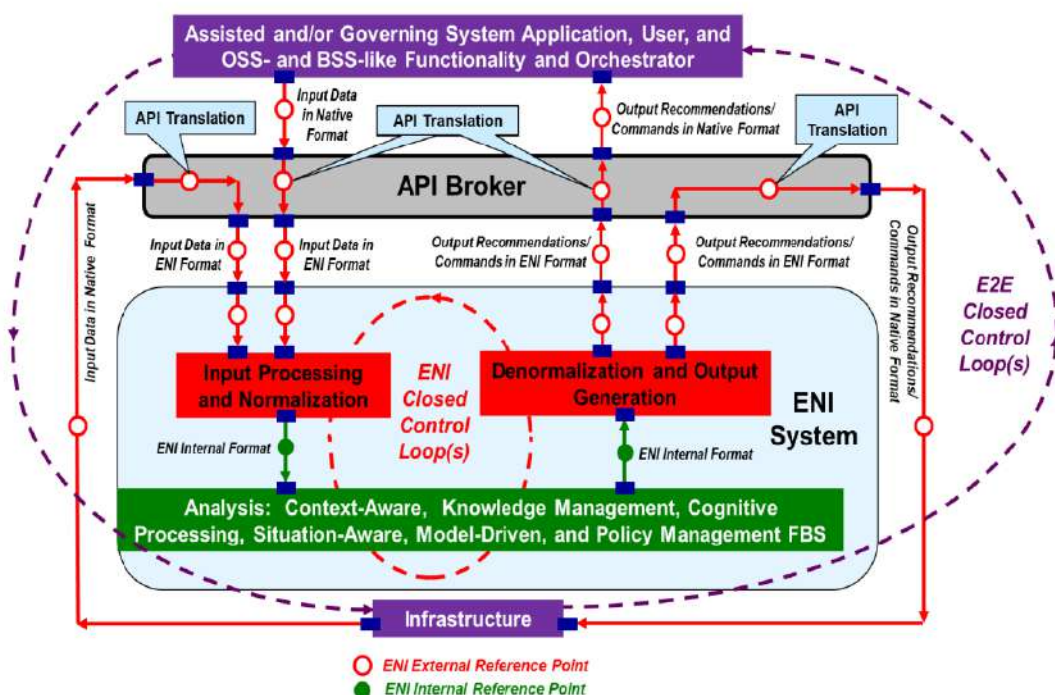 Assisted and/or Governing System Application, User, and
OSS- and BSS-like Functionality and Orchestrator
API Translation
Input Data
in Native
Format
API Translation
Output Recommendations/
Commands in Native Format
API
Translation
API Broker
Input Data in
ENI Format
Input Data in
ENI Format
Output Recommendations/
Commands in ENI Format
Output Recommendations/
Commands in ENI Format
Input Data in Native Format
Output Recommendations/
Commands in Native Format
E2E
Closed
Control
Loop(s)
Input Processing
and Normalization
ENI
Closed
Control
Loop(s)
Denormalization and Output
Generation
ENI
System
ENI Internal Format
ENI Internal Format
Analysis: Context-Aware, Knowledge Management, Cognitive
Processing, Situation-Aware, Model-Driven, and Policy Management FBS
Infrastructure
ENI External Reference Point
ENI Internal Reference Point